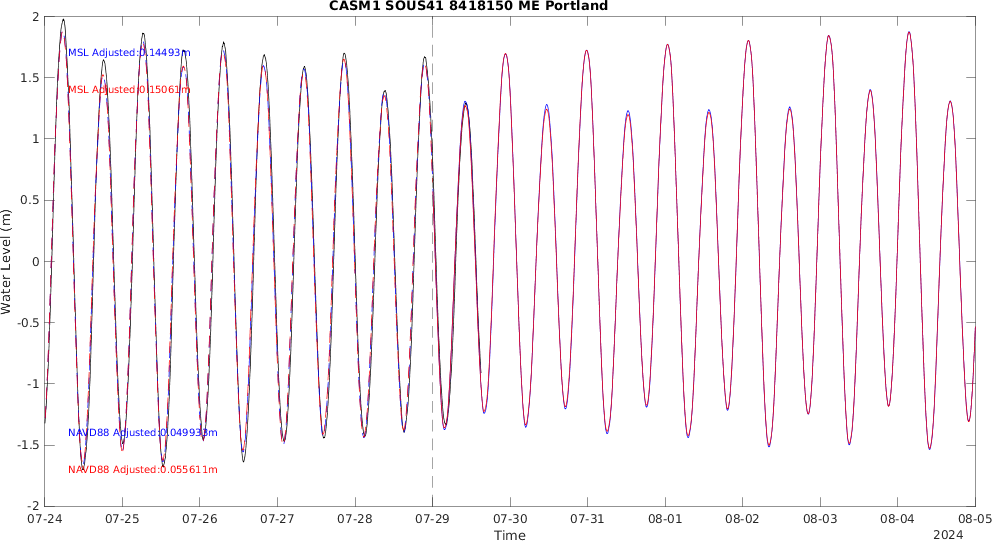 CASM1 SOUS41 8418150 ME Portland
2
1.5
1
0.5
0
-0.5
-1
-1.5
-2
Water Level (m)
MSL Adjusted:0.14493m
MSL Adjusted:0.15061m
NAVD88 Adjusted:0.049933m
NAVD88 Adjusted:0.055611m
07-24 07-25 07-26 07-27 07-28 07-29 07-30 07-31 08-01 08-02 08-03 08-04 08-05
Time
2024